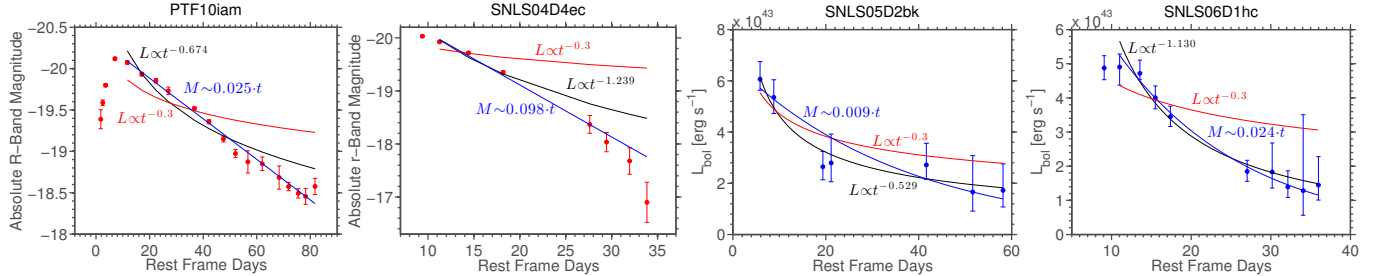 PTF10iam
Absolute R-Band Magnitude
-20.5
-20
-19.5
-19
-18.5
-18
0
20
40
60
80
Rest Frame Days
L∝t^-0.674
M~0.025·t
L∝t^-0.3
SNLS04D4ec
Absolute r-Band Magnitude
-20
-19
-18
-17
10
15
20
25
30
35
Rest Frame Days
L∝t^-0.3
L∝t^-1.239
M~0.098·t
SNLS05D2bk
x 10^43
L_bol [erg s^-1]
8
6
4
2
0
0
20
40
60
Rest Frame Days
M~0.009·t
L∝t^-0.3
L∝t^-0.529
SNLS06D1hc
x 10^43
L_bol [erg s^-1]
6
5
4
3
2
1
0
10
20
30
40
Rest Frame Days
L∝t^-1.130
L∝t^-0.3
M~0.024·t